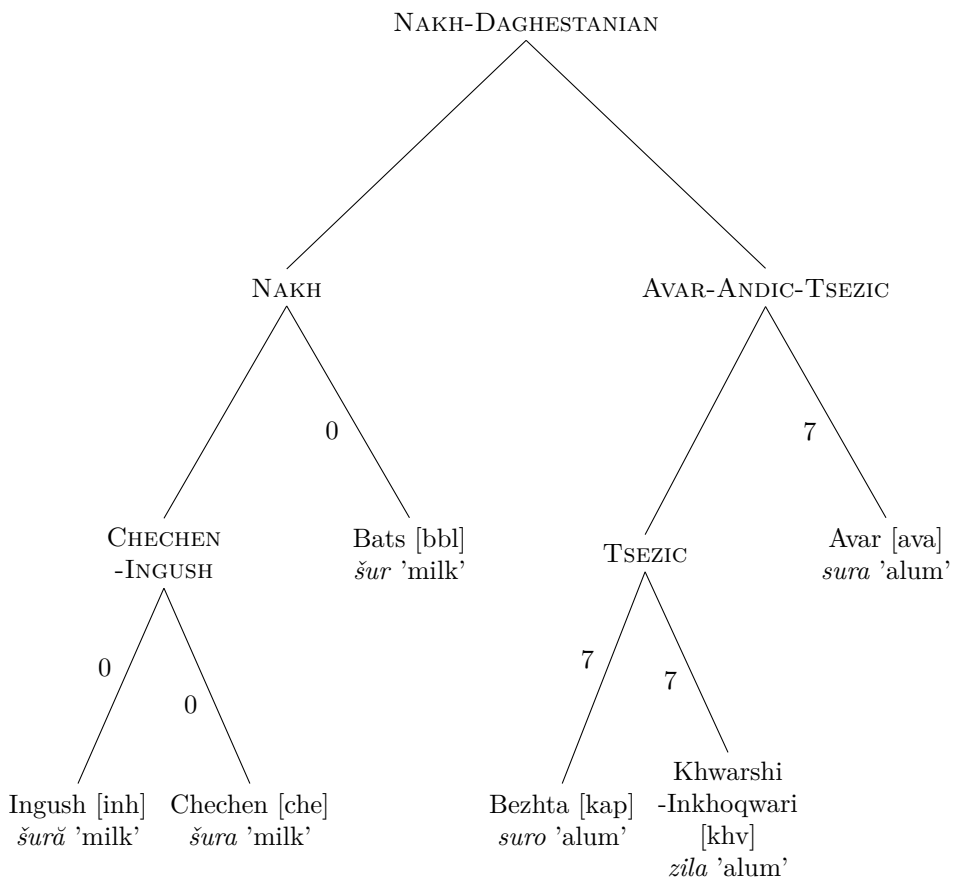 NAKH-DAGHESTANIAN
NAKH
AVAR-ANDIC-TSEZIC
0
7
CHECHEN
-INGUSH
Bats [bbl]
šur 'milk'
TSEZIC
Avar [ava]
sura 'alum'
0
0
7
7
Ingush [inh]
šură 'milk'
Chechen [che]
šura 'milk'
Bezhta [kap]
suro 'alum'
Khwarshi
-Inkhoqwari
[khv]
zila 'alum'